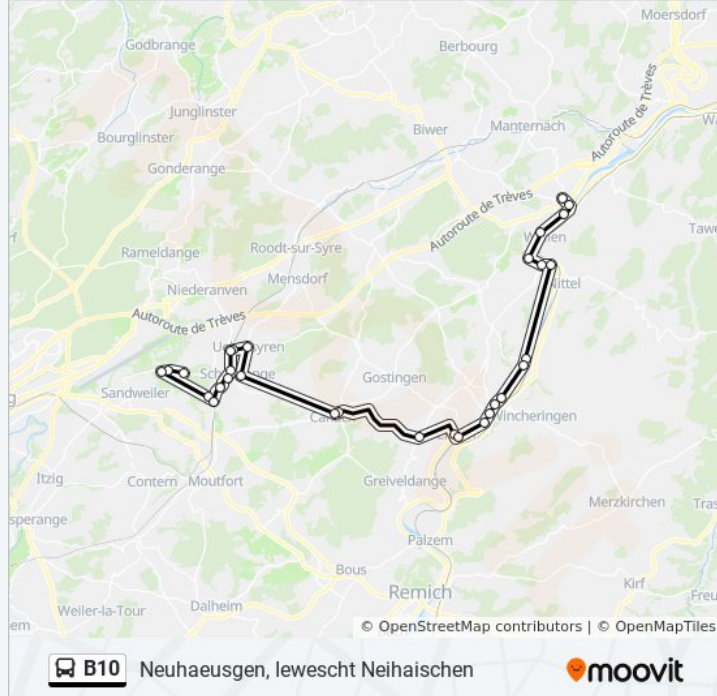 Moersdorf
Godbrange
Berbourg
Junglinster
Biwer
Manternach
Autoroute de Trèves
Bourglinster
Gonderange
Autoroute de Trèves
Rameldange
Roodt-sur-Syre
Mensdorf
Nittel
Niederanven
Autoroute de Trèves
Sandweiler
Gostingen
Wincheringen
Itzig
Contern
Moutfort
Greiveldange
Merzkirchen
Palzem
Bous
Remich
Kirf
Weiler-la-Tour
Dalheim
© OpenStreetMap contributors | © OpenMapTiles
B10 Neuhaeusgen, Iewescht Neihaischen
moovit